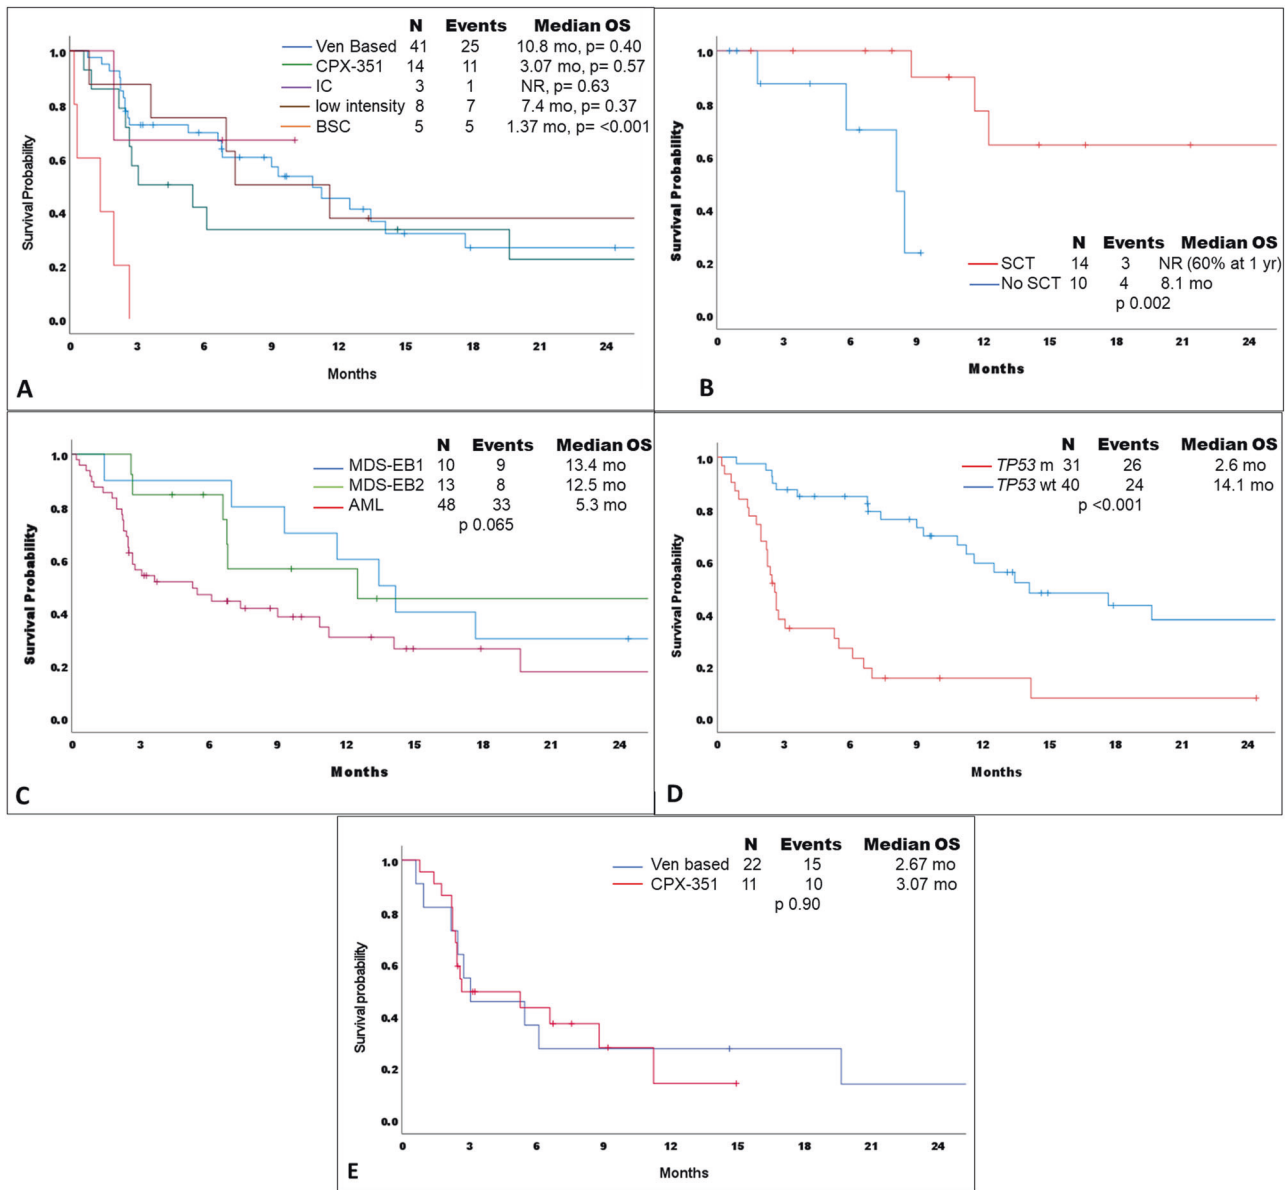 N Events Median OS
Ven Based 41 25 10.8 mo, p= 0.40
CPX-351 14 11 3.07 mo, p= 0.57
IC 3 1 NR, p= 0.63
low intensity 8 7 7.4 mo, p= 0.37
BSC 5 5 1.37 mo, p= <0.001
Survival Probability
1.0
0.8
0.6
0.4
0.2
0.0
0 3 6 9 12 15 18 21 24
Months
A
Survival Probability
1.0
0.8
0.6
0.4
0.2
0.0
N Events Median OS
SCT 14 3 NR (60% at 1 yr)
No SCT 10 4 8.1 mo
p 0.002
0 3 6 9 12 15 18 21 24
Months
B
N Events Median OS
MDS-EB1 10 9 13.4 mo
MDS-EB2 13 8 12.5 mo
AML 48 33 5.3 mo
p 0.065
Survival Probability
1.0
0.8
0.6
0.4
0.2
0.0
0 3 6 9 12 15 18 21 24
Months
C
N Events Median OS
TP53 m 31 26 2.6 mo
TP53 wt 40 24 14.1 mo
p <0.001
Survival Probability
1.0
0.8
0.6
0.4
0.2
0.0
0 3 6 9 12 15 18 21 24
Months
D
N Events Median OS
Ven based 22 15 2.67 mo
CPX-351 11 10 3.07 mo
p 0.90
Survival probability
1.0
0.8
0.6
0.4
0.2
0.0
0 3 6 9 12 15 18 21 24
Months
E